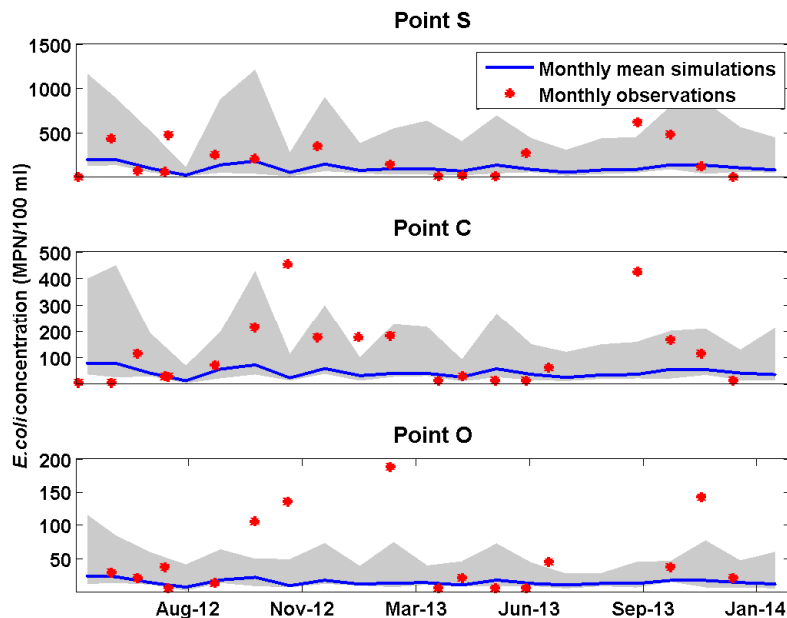 Point S
1500
1000
500
Monthly mean simulations
Monthly observations
Point C
500
400
300
200
100
E.coli concentration (MPN/100 ml)
Point O
200
150
100
50
Aug-12 Nov-12 Mar-13 Jun-13 Sep-13 Jan-14